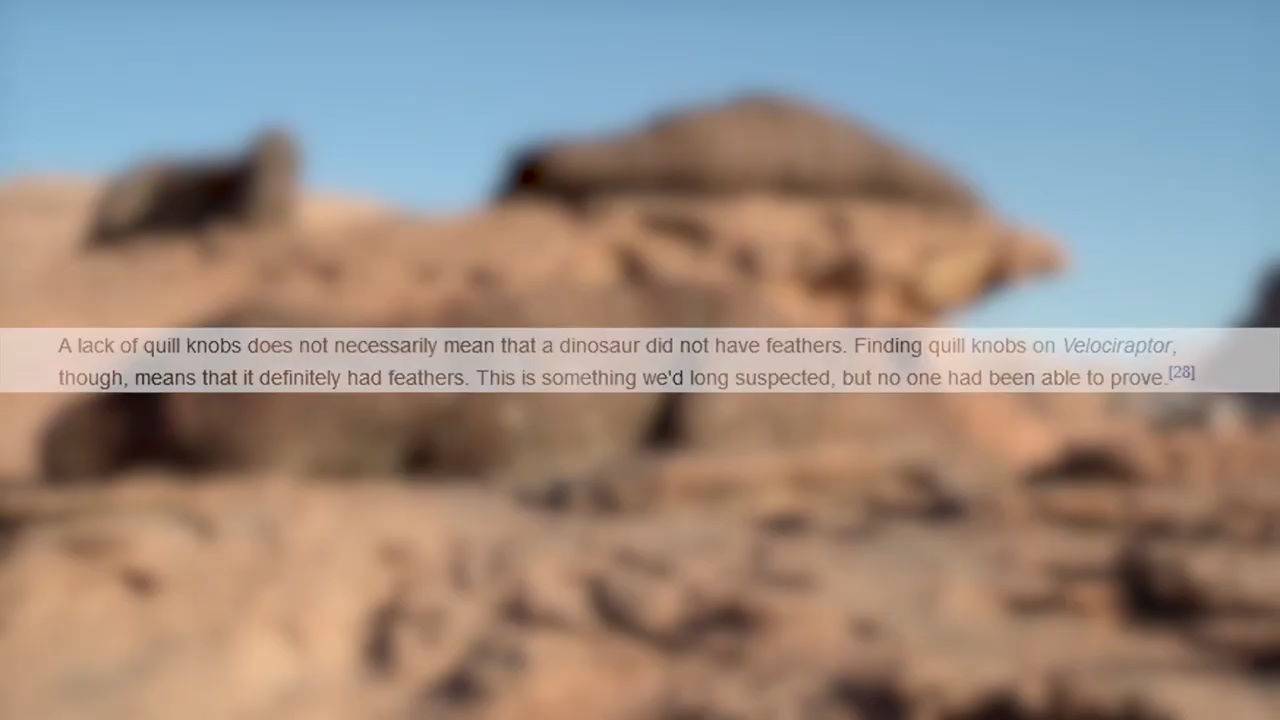 A lack of quill knobs does not necessarily mean that a dinosaur did not have feathers. Finding quill knobs on Velociraptor,
though, means that it definitely had feathers. This is something we'd long suspected, but no one had been able to prove.[28]